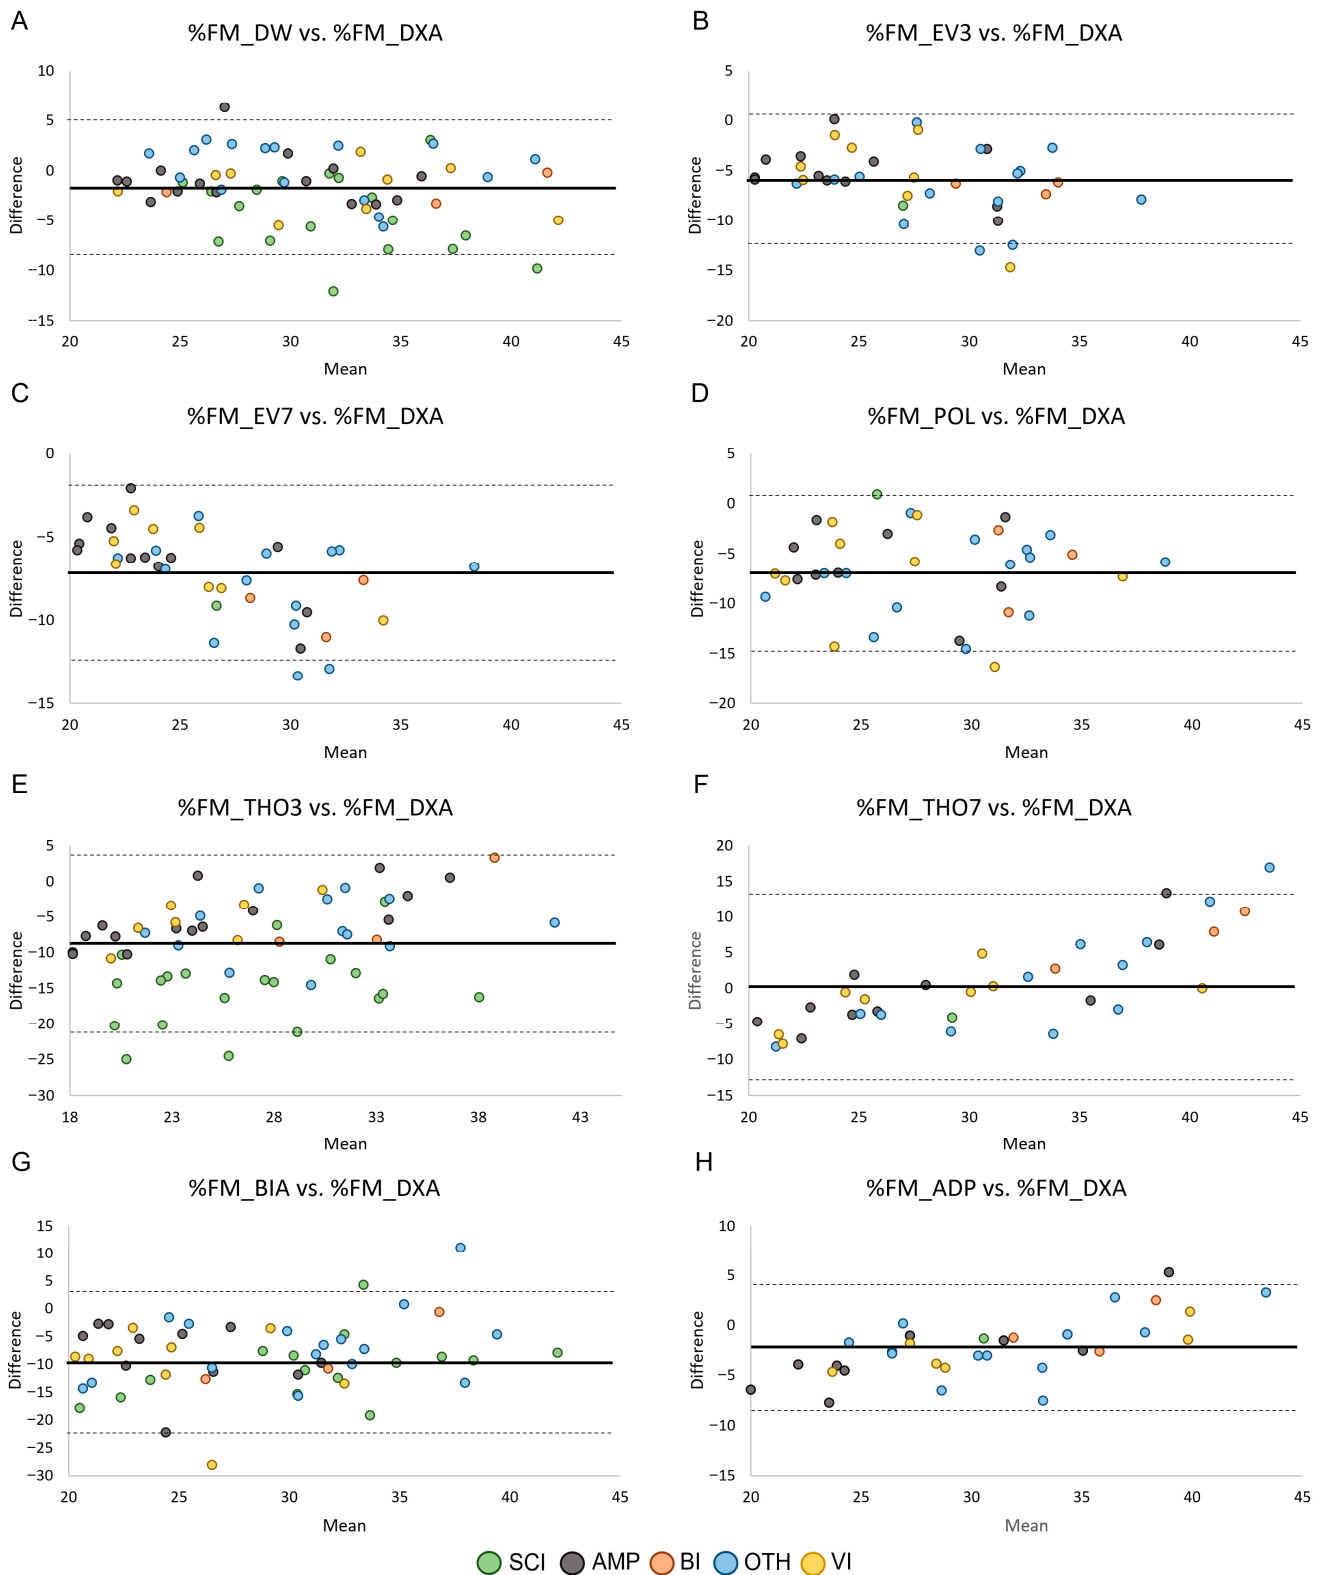 A
%FM_DW vs. %FM_DXA
10
5
0
−5
−10
−15
Difference
20 25 30 35 40 45
Mean
B
%FM_EV3 vs. %FM_DXA
5
0
−5
−10
−15
−20
Difference
20 25 30 35 40 45
Mean
C
%FM_EV7 vs. %FM_DXA
0
−5
−10
−15
Difference
20 25 30 35 40 45
Mean
D
%FM_POL vs. %FM_DXA
5
0
−5
−10
−15
−20
Difference
20 25 30 35 40 45
Mean
E
%FM_THO3 vs. %FM_DXA
5
0
−5
−10
−15
−20
−25
−30
Difference
18 23 28 33 38 43
Mean
F
%FM_THO7 vs. %FM_DXA
20
15
10
5
0
−5
−10
−15
Difference
20 25 30 35 40 45
Mean
G
%FM_BIA vs. %FM_DXA
15
10
5
0
−5
−10
−15
−20
−25
−30
Difference
20 25 30 35 40 45
Mean
H
%FM_ADP vs. %FM_DXA
10
5
0
−5
−10
−15
Difference
20 25 30 35 40 45
Mean
SCI AMP BI OTH VI